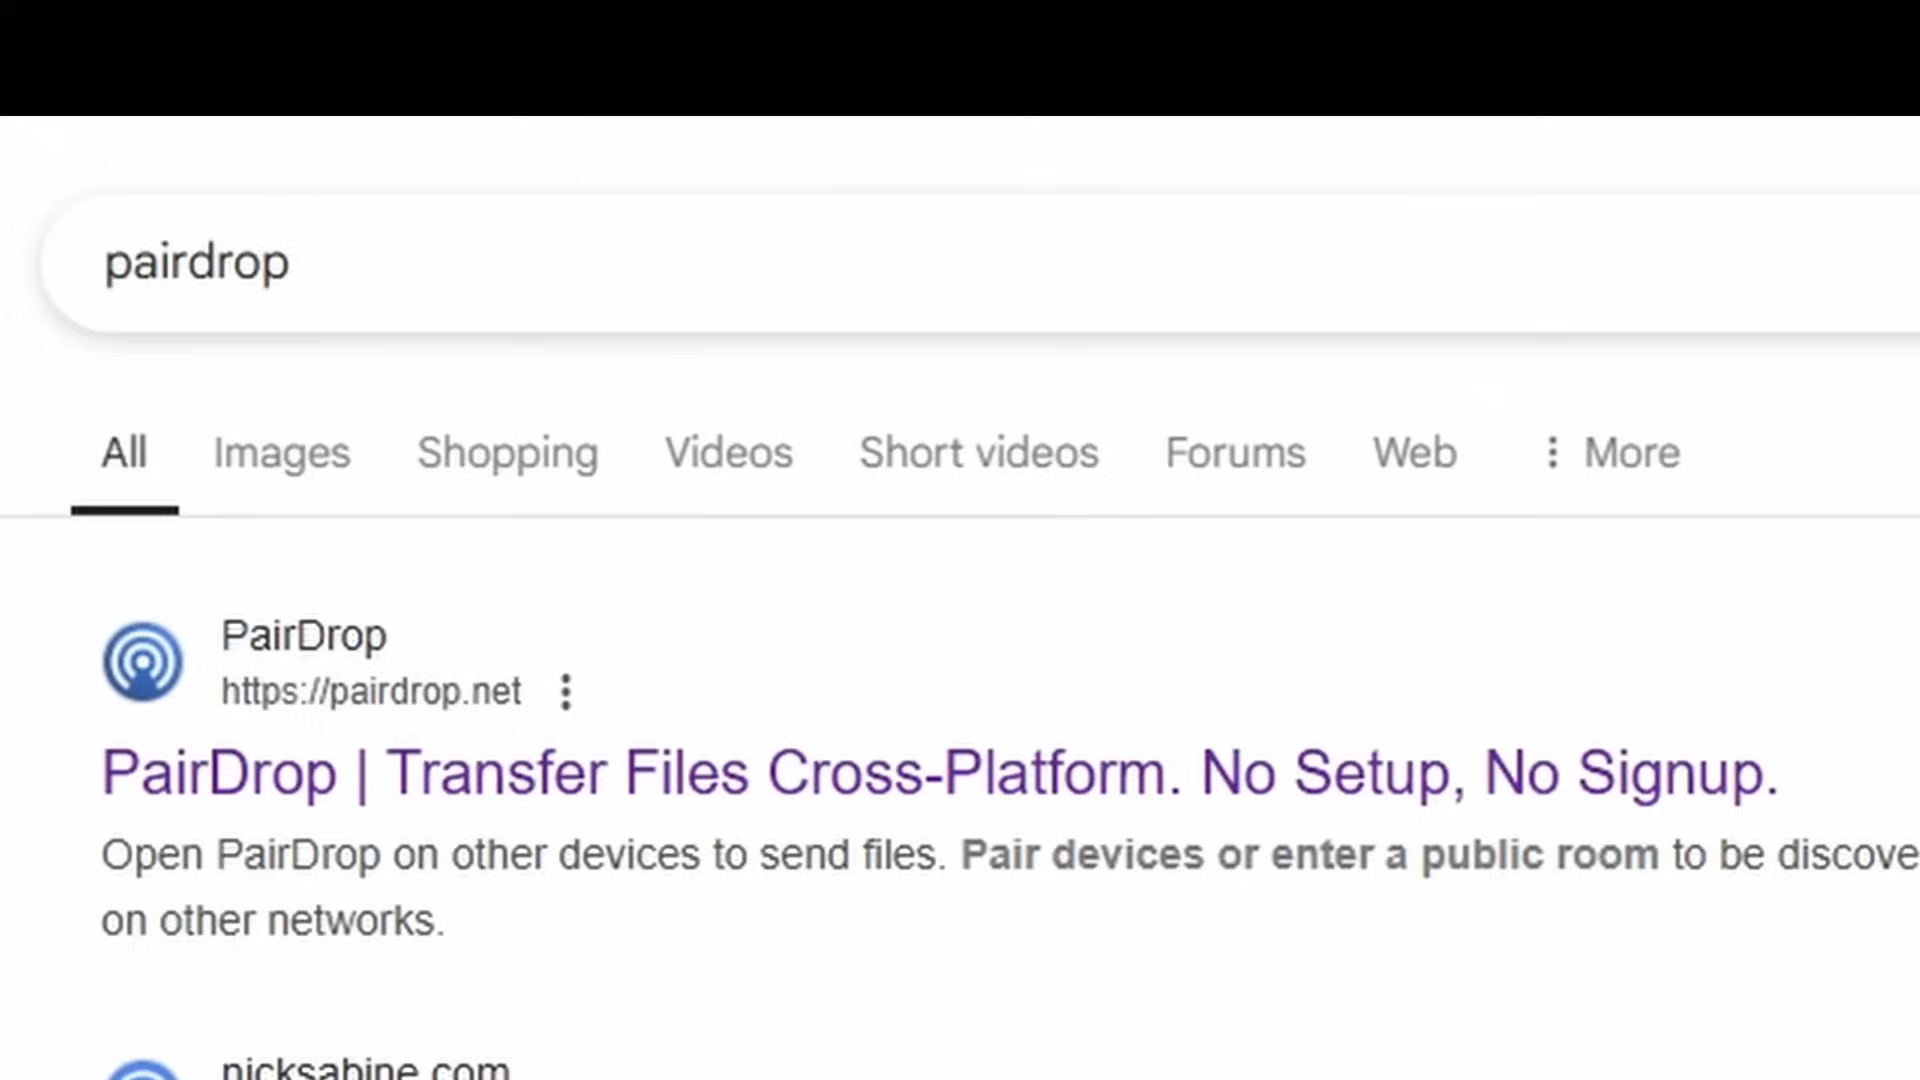 pairdrop
All Images Shopping Videos Short videos Forums Web More
PairDrop
https://pairdrop.net
PairDrop | Transfer Files Cross-Platform. No Setup, No Signup.
Open PairDrop on other devices to send files. Pair devices or enter a public room to be discove
on other networks.
nicksabine.com